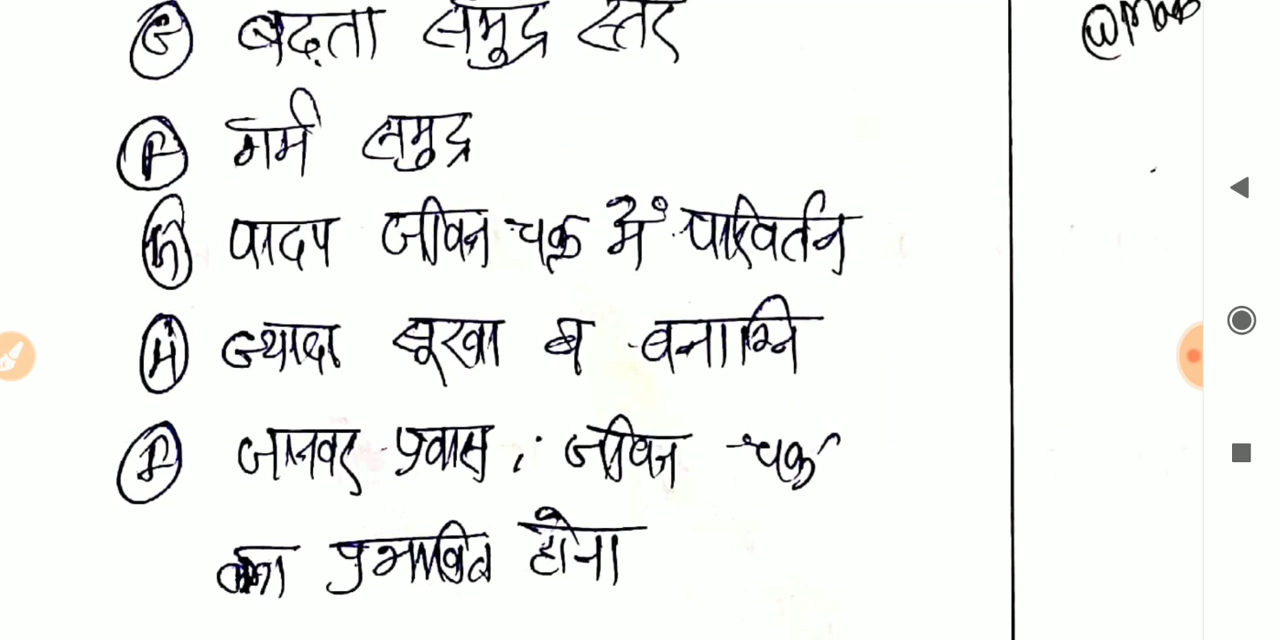 बढ़ता समुद्र स्तर
F गर्म समुद्र
पादप जीवन चक्र में परिवर्तन
H ज्यादा सूखा व वनाग्नि
I जानवर प्रवास, जीवन चक्र
का प्रभावित होना